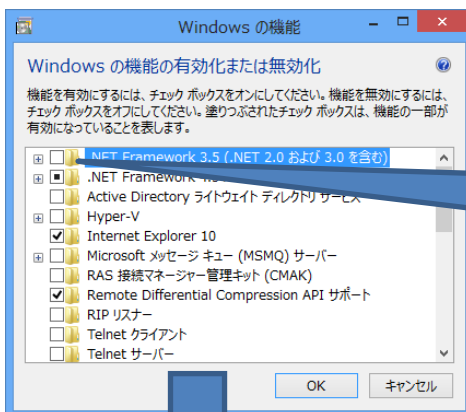 Windows の機能
Windows の機能の有効化または無効化
機能を有効にするには、チェック ボックスをオンにしてください。機能を無効にするには、
チェック ボックスをオフにしてください。塗りつぶされたチェック ボックスは、機能の一部が
有効になっていることを表します。
.NET Framework 3.5 (.NET 2.0 および 3.0 を含む)
.NET Framework
Active Directory ライトウェイト ディレクトリ サービス
Hyper-V
Internet Explorer 10
Microsoft メッセージ キュー (MSMQ) サーバー
RAS 接続マネージャー管理キット (CMAK)
Remote Differential Compression API サポート
RIP リスナー
Telnet クライアント
Telnet サーバー
OK キャンセル